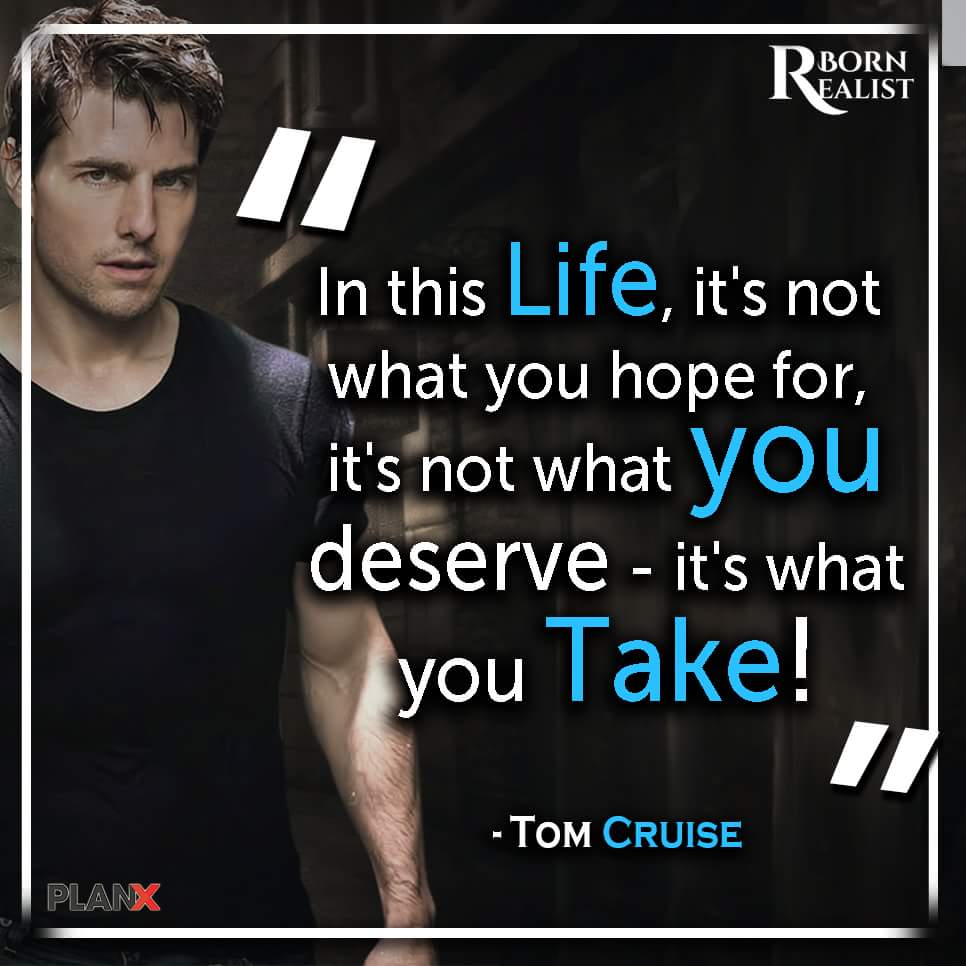 R BORN
EALIST
"
In this Life, it's not
what you hope for,
it's not what you
deserve - it's what
you Take!
"
- TOM CRUISE
PLANX